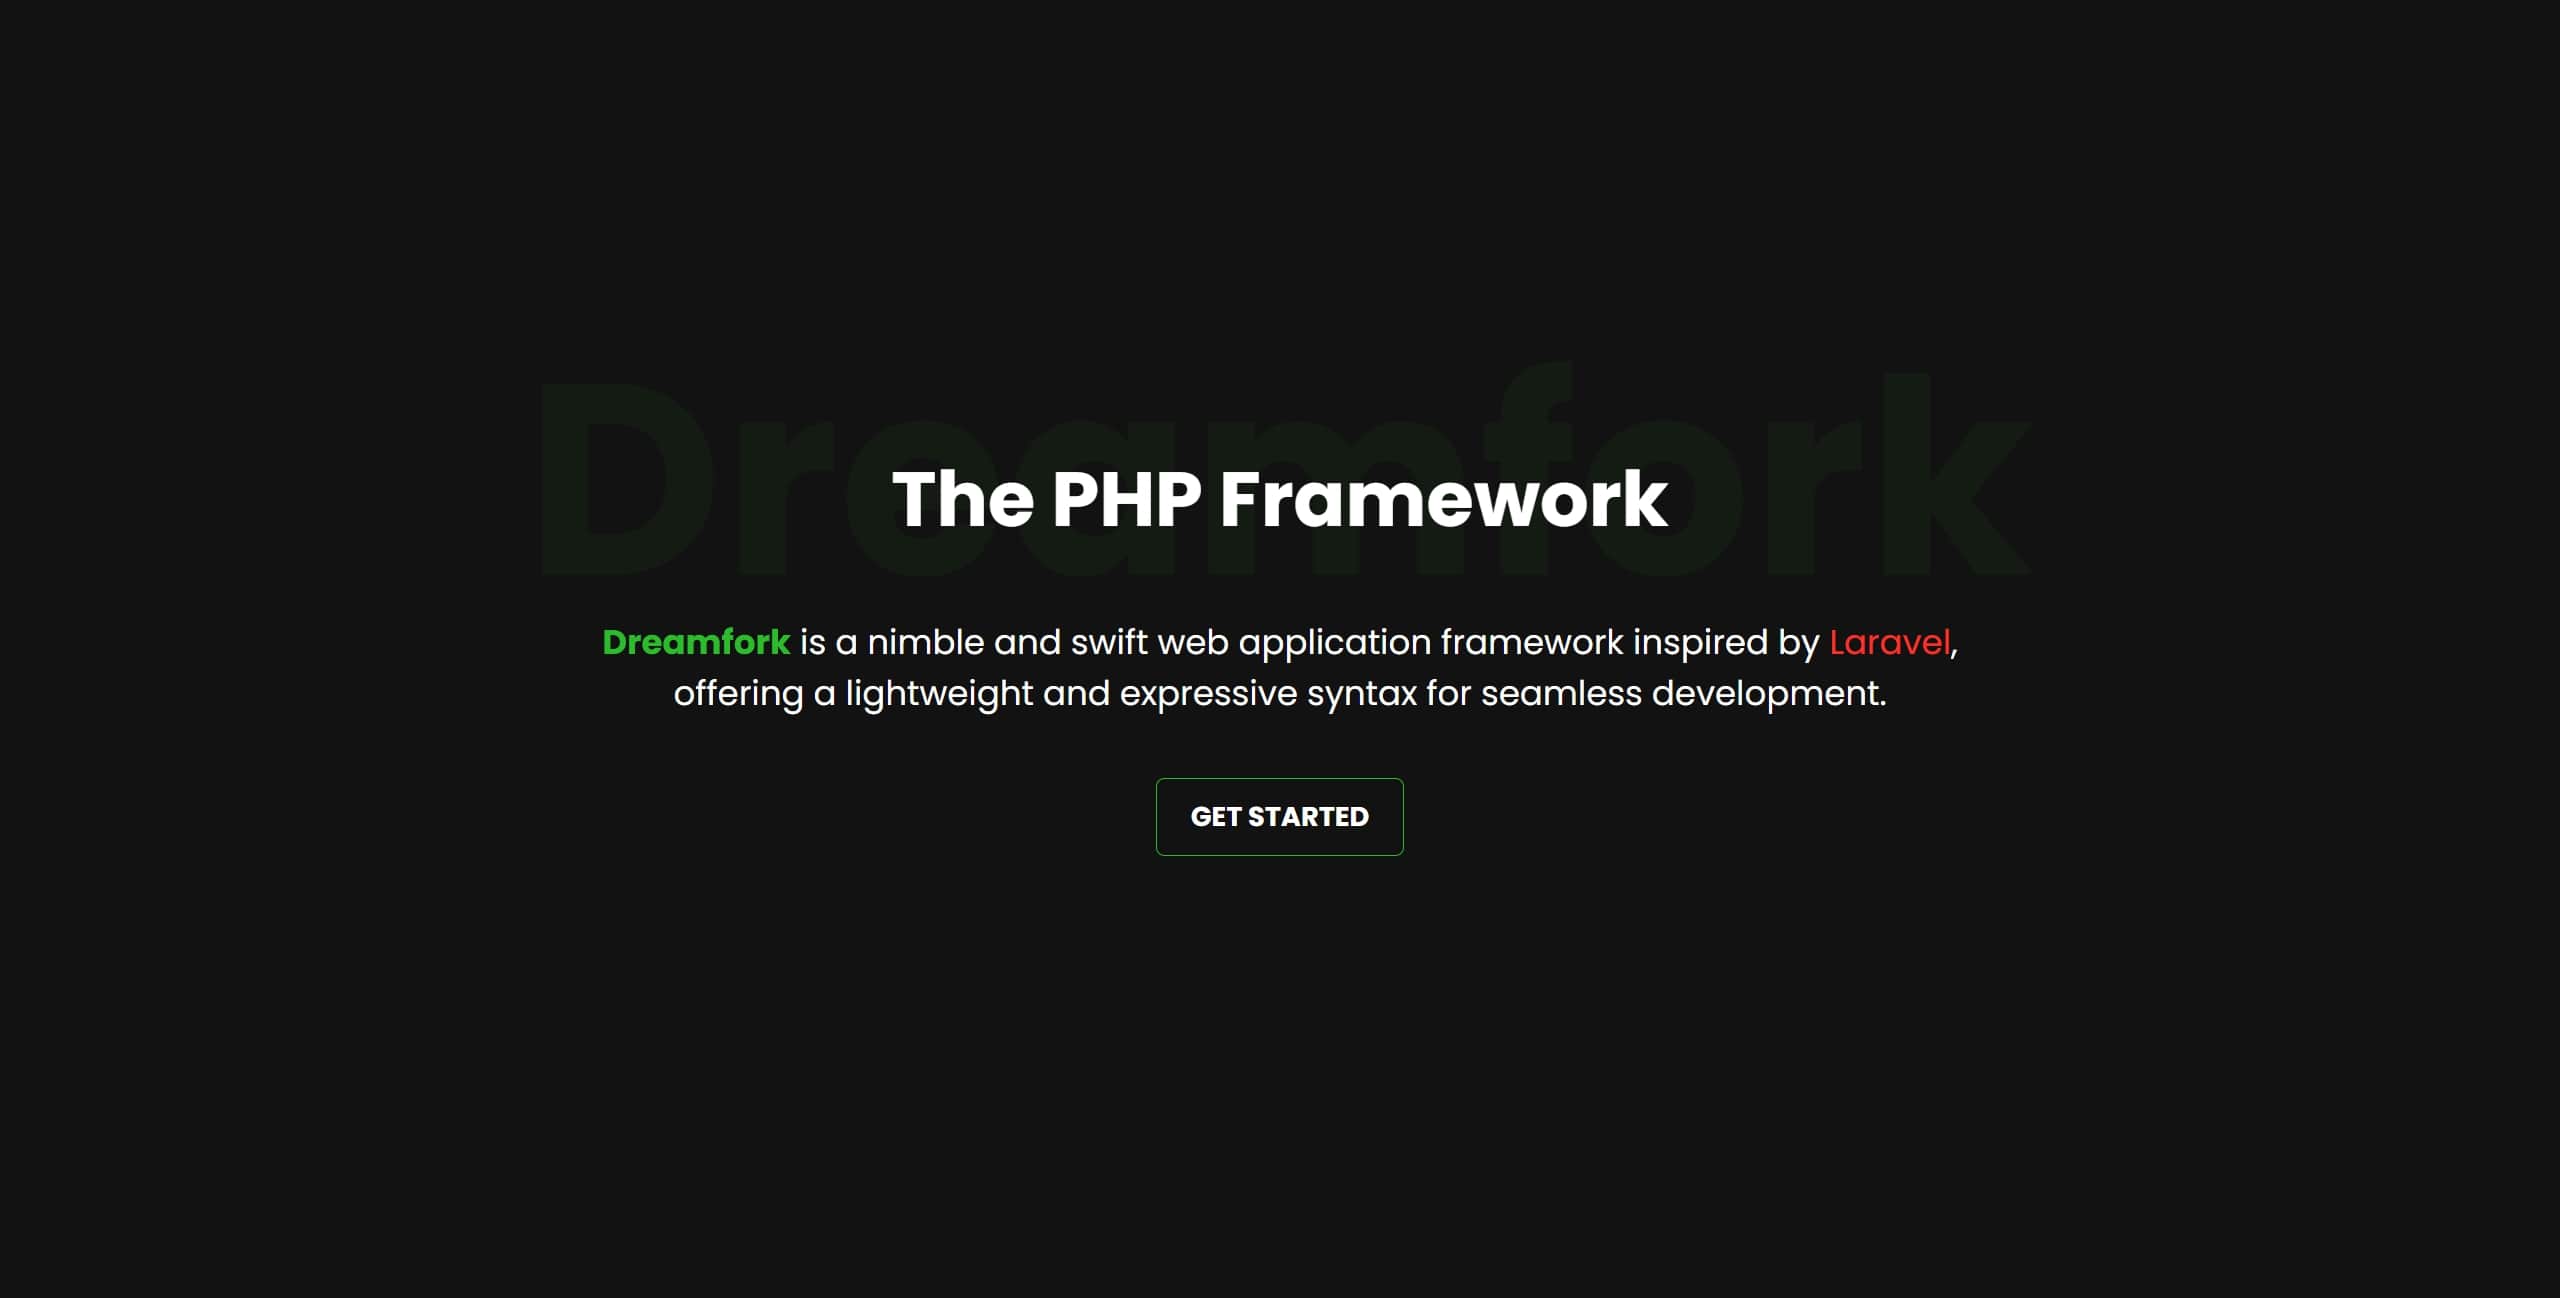 Dreamfork
The PHP Framework
Dreamfork is a nimble and swift web application framework inspired by Laravel,
offering a lightweight and expressive syntax for seamless development.
GET STARTED